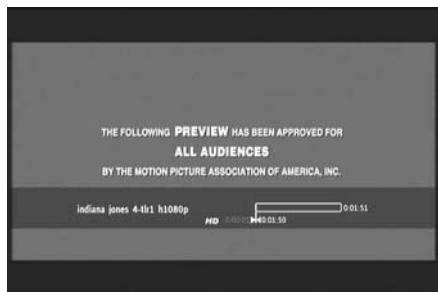 THE FOLLOWING PREVIEW HAS BEEN APPROVED FOR
ALL AUDIENCES
BY THE MOTION PICTURE ASSOCIATION OF AMERICA, INC.
indiana jones 4-tlr1 h1080p
0:01:51
HD 0:01:50